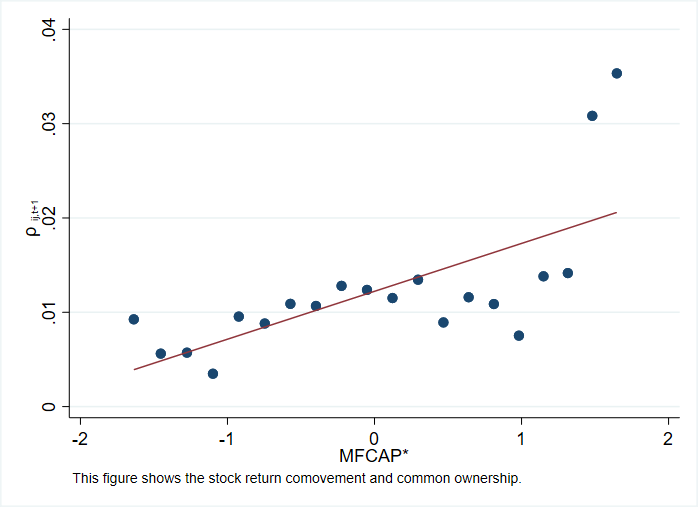 .04
.03
.02
.01
0
ρ ij,t+1
-2 -1 0 1 2
MFCAP*
This figure shows the stock return comovement and common ownership.